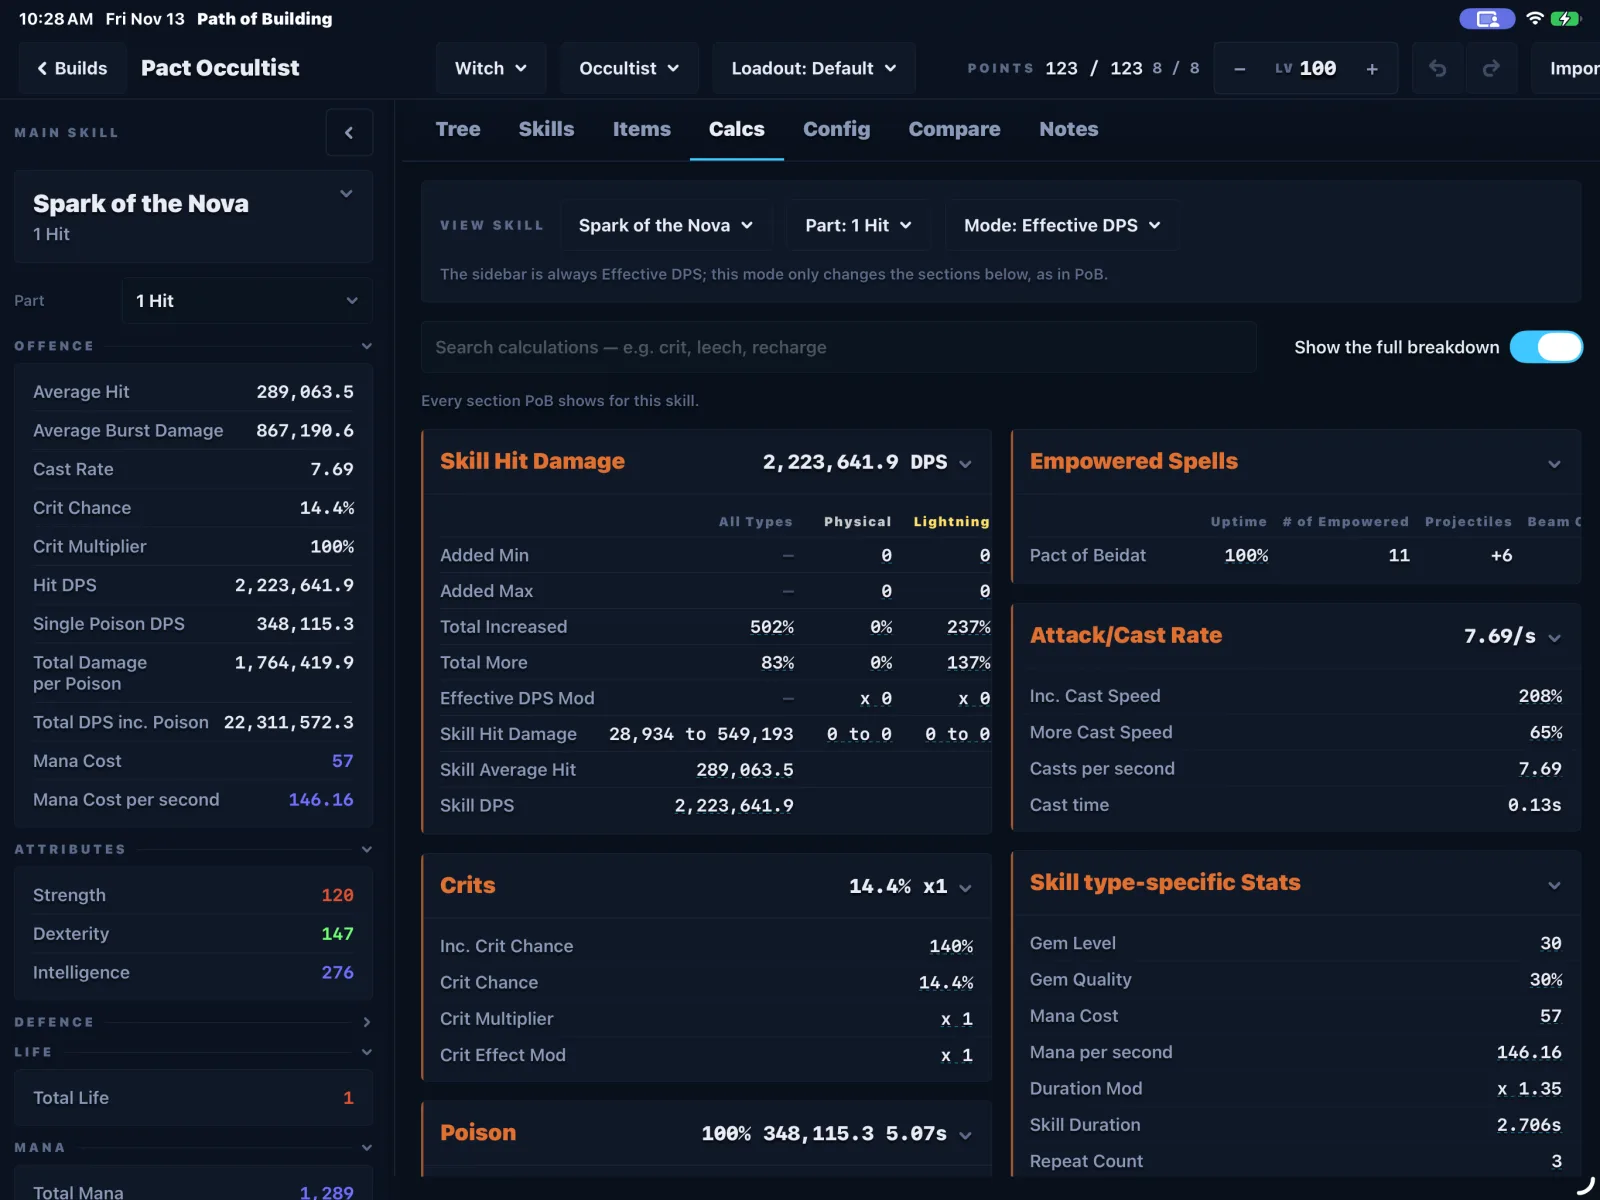 10:28 AM Fri Nov 13 Path of Building
Builds
Pact Occultist
Witch
Occultist
Loadout: Default
POINTS 123 / 123 8 / 8
− LV 100 +
Impor
MAIN SKILL
Spark of the Nova
1 Hit
Part 1 Hit
OFFENCE
Average Hit 289,063.5
Average Burst Damage 867,190.6
Cast Rate 7.69
Crit Chance 14.4%
Crit Multiplier 100%
Hit DPS 2,223,641.9
Single Poison DPS 348,115.3
Total Damage 1,764,419.9
per Poison
Total DPS inc. Poison 22,311,572.3
Mana Cost 57
Mana Cost per second 146.16
ATTRIBUTES
Strength 120
Dexterity 147
Intelligence 276
DEFENCE
LIFE
Total Life 1
MANA
Total Mana 1,289
Tree Skills Items Calcs Config Compare Notes
VIEW SKILL Spark of the Nova Part: 1 Hit Mode: Effective DPS
The sidebar is always Effective DPS; this mode only changes the sections below, as in PoB.
Search calculations — e.g. crit, leech, recharge
Show the full breakdown
Every section PoB shows for this skill.
Skill Hit Damage 2,223,641.9 DPS
All Types Physical Lightning
Added Min — 0 0
Added Max — 0 0
Total Increased 502% 0% 237%
Total More 83% 0% 137%
Effective DPS Mod — x 0 x 0
Skill Hit Damage 28,934 to 549,193 0 to 0 0 to 0
Skill Average Hit 289,063.5
Skill DPS 2,223,641.9
Crits 14.4% x1
Inc. Crit Chance 140%
Crit Chance 14.4%
Crit Multiplier x 1
Crit Effect Mod x 1
Poison 100% 348,115.3 5.07s
Empowered Spells
Uptime # of Empowered Projectiles Beam C
Pact of Beidat 100% 11 +6
Attack/Cast Rate 7.69/s
Inc. Cast Speed 208%
More Cast Speed 65%
Casts per second 7.69
Cast time 0.13s
Skill type-specific Stats
Gem Level 30
Gem Quality 30%
Mana Cost 57
Mana per second 146.16
Duration Mod x 1.35
Skill Duration 2.706s
Repeat Count 3